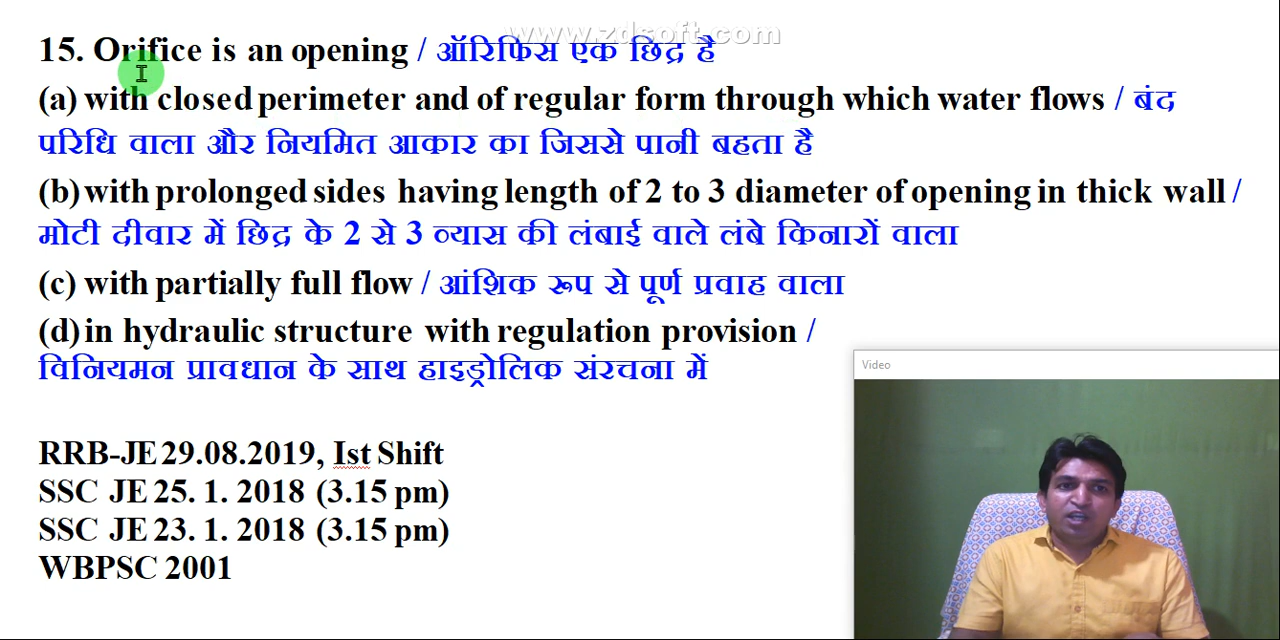 www.zdsoft.com
15. Orifice is an opening / ऑरिफिस एक छिद्र है
(a) with closed perimeter and of regular form through which water flows / बंद
परिधि वाला और नियमित आकार का जिससे पानी बहता है
(b) with prolonged sides having length of 2 to 3 diameter of opening in thick wall /
मोटी दीवार में छिद्र के 2 से 3 व्यास की लंबाई वाले लंबे किनारों वाला
(c) with partially full flow / आंशिक रूप से पूर्ण प्रवाह वाला
(d) in hydraulic structure with regulation provision /
विनियमन प्रावधान के साथ हाइड्रोलिक संरचना में
Video
RRB-JE 29.08.2019, Ist Shift
SSC JE 25. 1. 2018 (3.15 pm)
SSC JE 23. 1. 2018 (3.15 pm)
WBPSC 2001